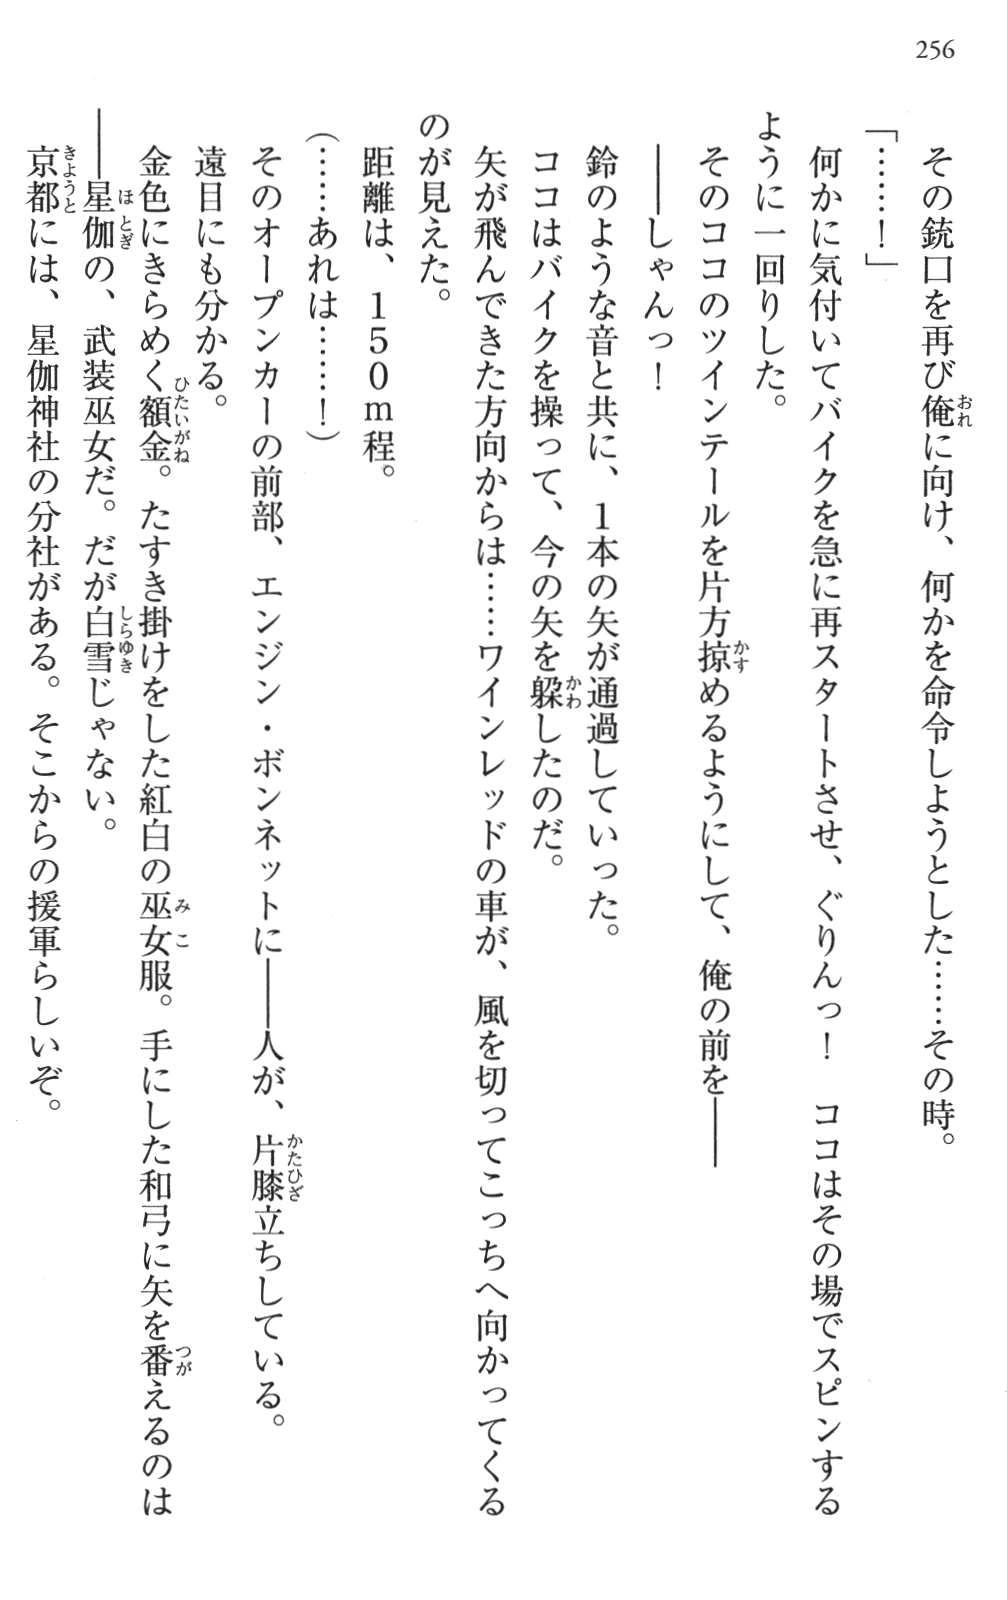 256
その銃口を再び俺に向け、何かを命令しようとした……その時。
「……！」
何かに気付いてバイクを急に再スタートさせ、ぐりんっ！　ココはその場でスピンする
ように一回りした。
そのココのツインテールを片方掠めるようにして、俺の前を――
――しゃんっ！
鈴のような音と共に、1本の矢が通過していった。
ココはバイクを操って、今の矢を躱したのだ。
矢が飛んできた方向からは……ワインレッドの車が、風を切ってこっちへ向かってくる
のが見えた。
距離は、150m程。
（……あれは……！）
そのオープンカーの前部、エンジン・ボンネットに――人が、片膝立ちしている。
遠目にも分かる。
金色にきらめく額金。たすき掛けをした紅白の巫女服。手にした和弓に矢を番えるのは
――星伽の、武装巫女だ。だが白雪じゃない。
京都には、星伽神社の分社がある。そこからの援軍らしいぞ。